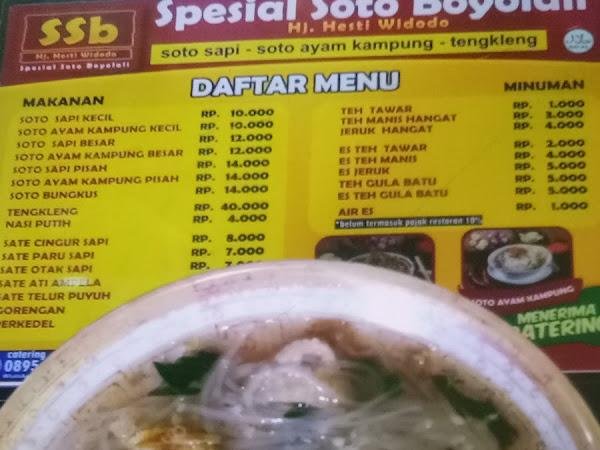 SSb
Hj. Hesti Widodo
Spesial Soto Boyolali
Spesial Soto Boyolali
Hj. Hesti Widodo
soto sapi - soto ayam kampung - tengkleng
DAFTAR MENU
MAKANAN
SOTO SAPI KECIL RP. 10.000
SOTO AYAM KAMPUNG KECIL RP. 10.000
SOTO SAPI BESAR RP. 12.000
SOTO AYAM KAMPUNG BESAR RP. 12.000
SOTO SAPI PISAH RP. 14.000
SOTO AYAM KAMPUNG PISAH RP. 14.000
SOTO BUNGKUS RP. 14.000
TENGKLENG RP. 40.000
NASI PUTIH RP. 4.000
SATE CINGUR SAPI RP. 8.000
SATE PARU SAPI RP. 7.000
SATE OTAK SAPI RP.
SATE ATI AMPELA
SATE TELUR PUYUH
GORENGAN
PERKEDEL
catering
0895
MINUMAN
TEH TAWAR RP. 1.000
TEH MANIS HANGAT RP. 3.000
JERUK HANGAT RP. 4.000
ES TEH TAWAR RP. 2.000
ES TEH MANIS RP. 4.000
ES JERUK RP. 5.000
TEH GULA BATU RP. 5.000
ES TEH GULA BATU RP. 5.000
AIR ES RP. 1.000
*belum termasuk pajak restoran 10%
SOTO AYAM KAMPUNG
MENERIMA
CATERING